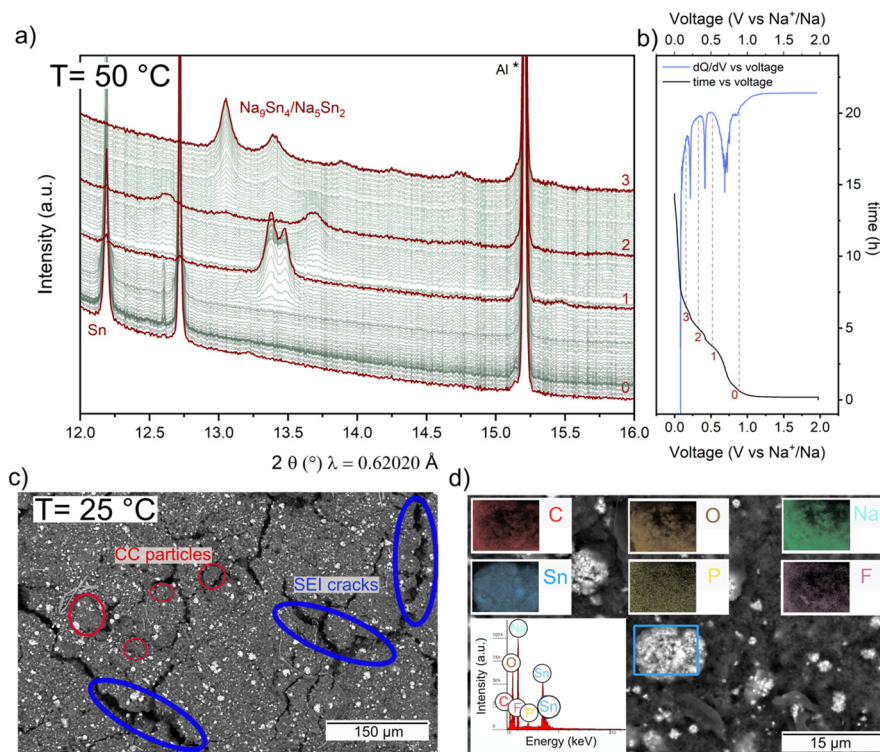 a)
T= 50 °C
Na₉Sn₄/Na₅Sn₂
Al *
Sn
3
2
1
0
Intensity (a.u.)
12.0 12.5 13.0 13.5 14.0 14.5 15.0 15.5 16.0
2 θ (°) λ = 0.62020 Å
Voltage (V vs Na⁺/Na)
b)
0.0 0.5 1.0 1.5 2.0
dQ/dV vs voltage
time vs voltage
20
15
10
5
0
time (h)
3
2
1
0
0.0 0.5 1.0 1.5 2.0
Voltage (V vs Na⁺/Na)
c)
T= 25 °C
CC particles
SEI cracks
150 µm
d)
C
O
Na
Sn
P
F
Intensity (a.u.)
100k
Na
O
Sn
C
F
P
Sn
Energy (keV)
15 µm